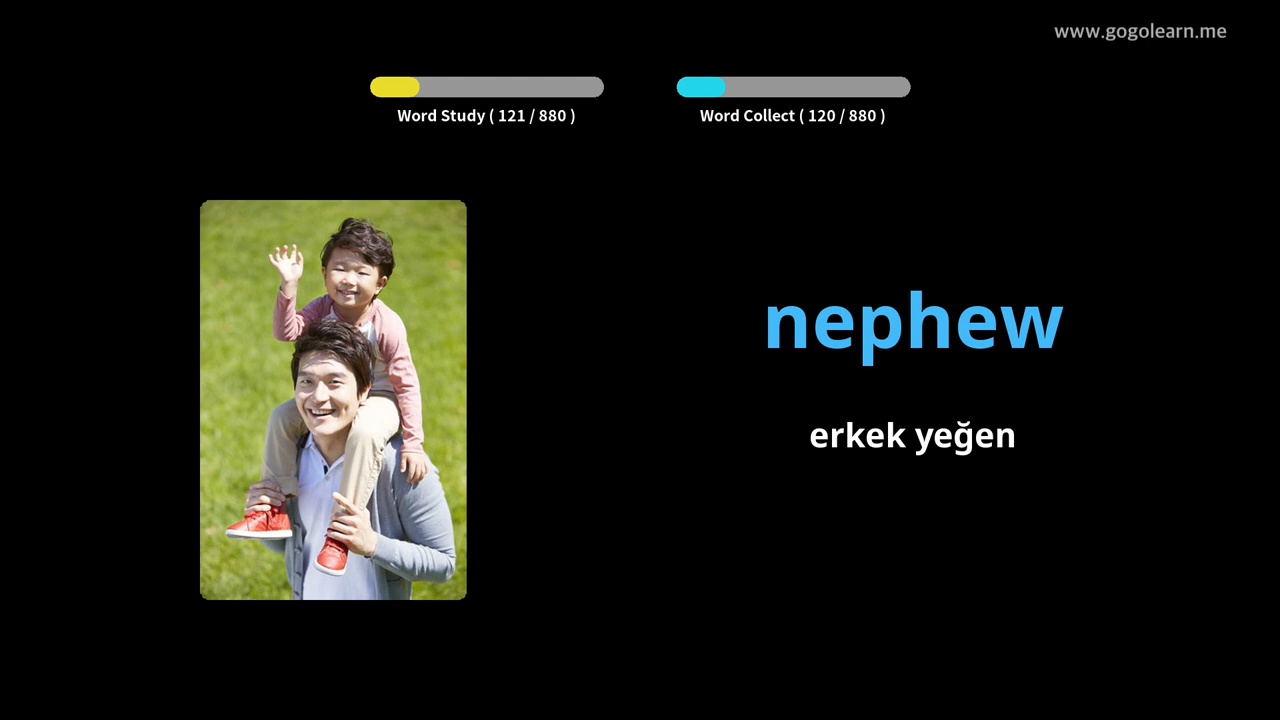 www.gogolearn.me
Word Study ( 121 / 880 )
Word Collect ( 120 / 880 )
nephew
erkek yeğen